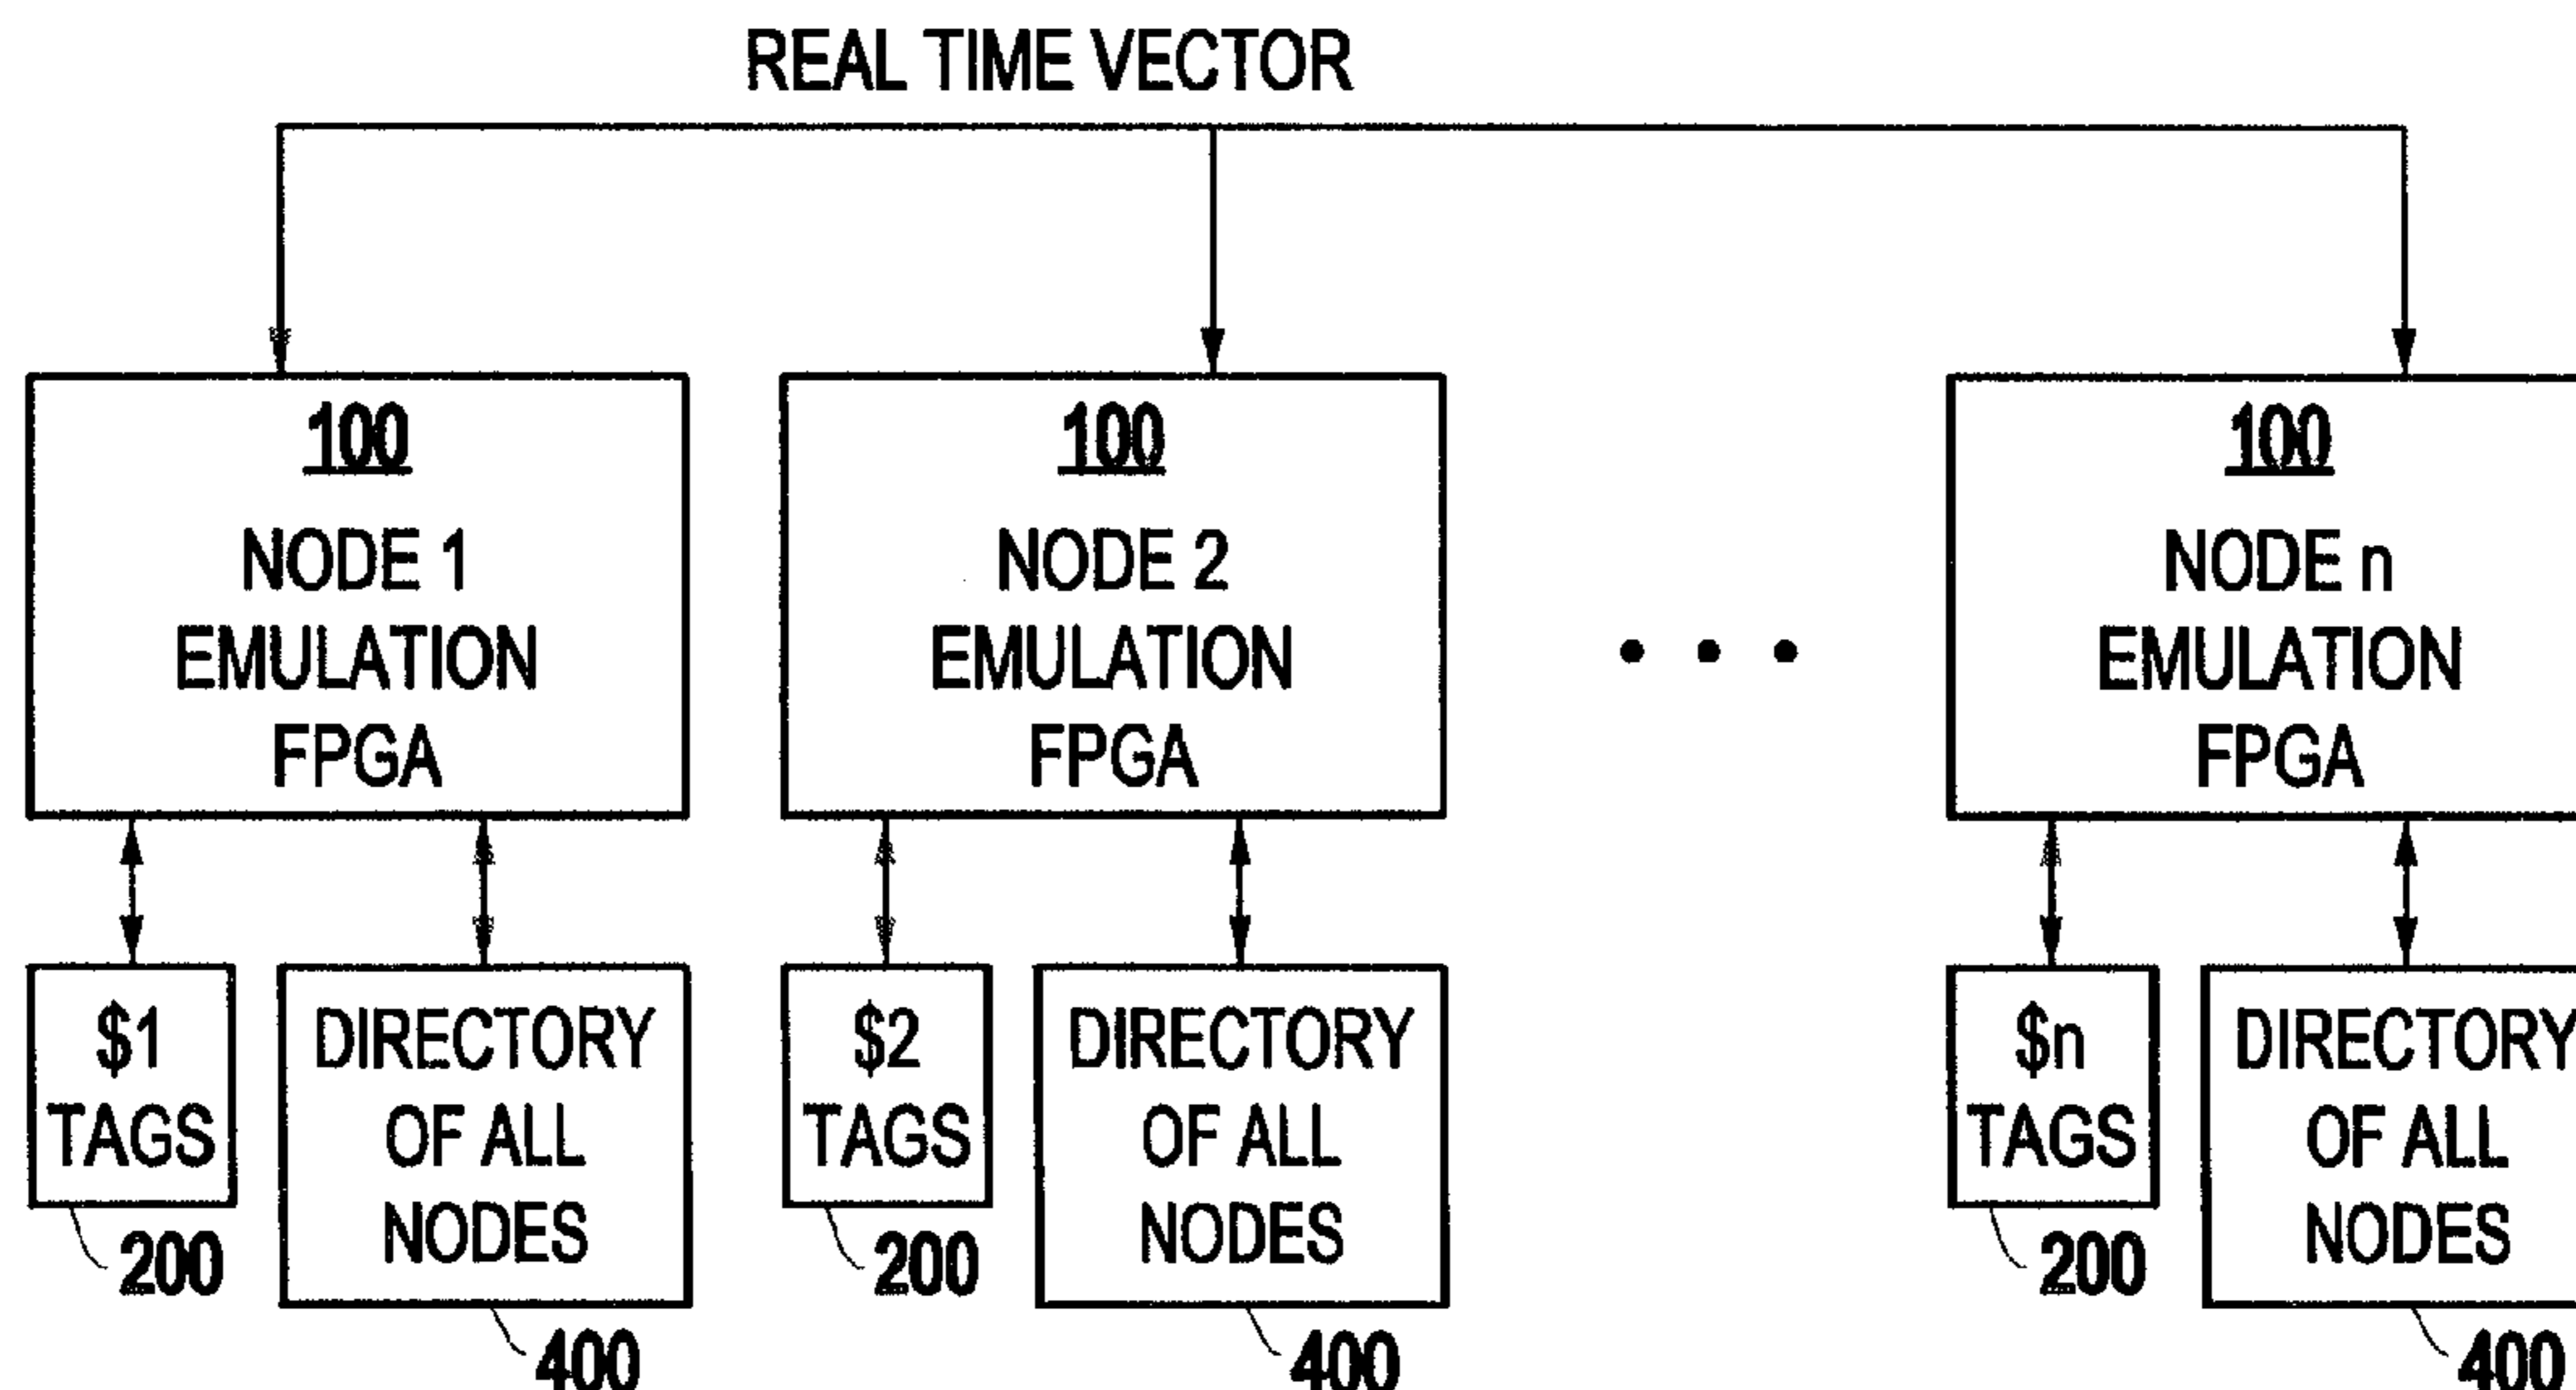 REAL TIME VECTOR
100
NODE 1
EMULATION
FPGA
100
NODE 2
EMULATION
FPGA
100
NODE n
EMULATION
FPGA
$1
TAGS
200
DIRECTORY
OF ALL
NODES
400
$2
TAGS
200
DIRECTORY
OF ALL
NODES
400
$n
TAGS
200
DIRECTORY
OF ALL
NODES
400